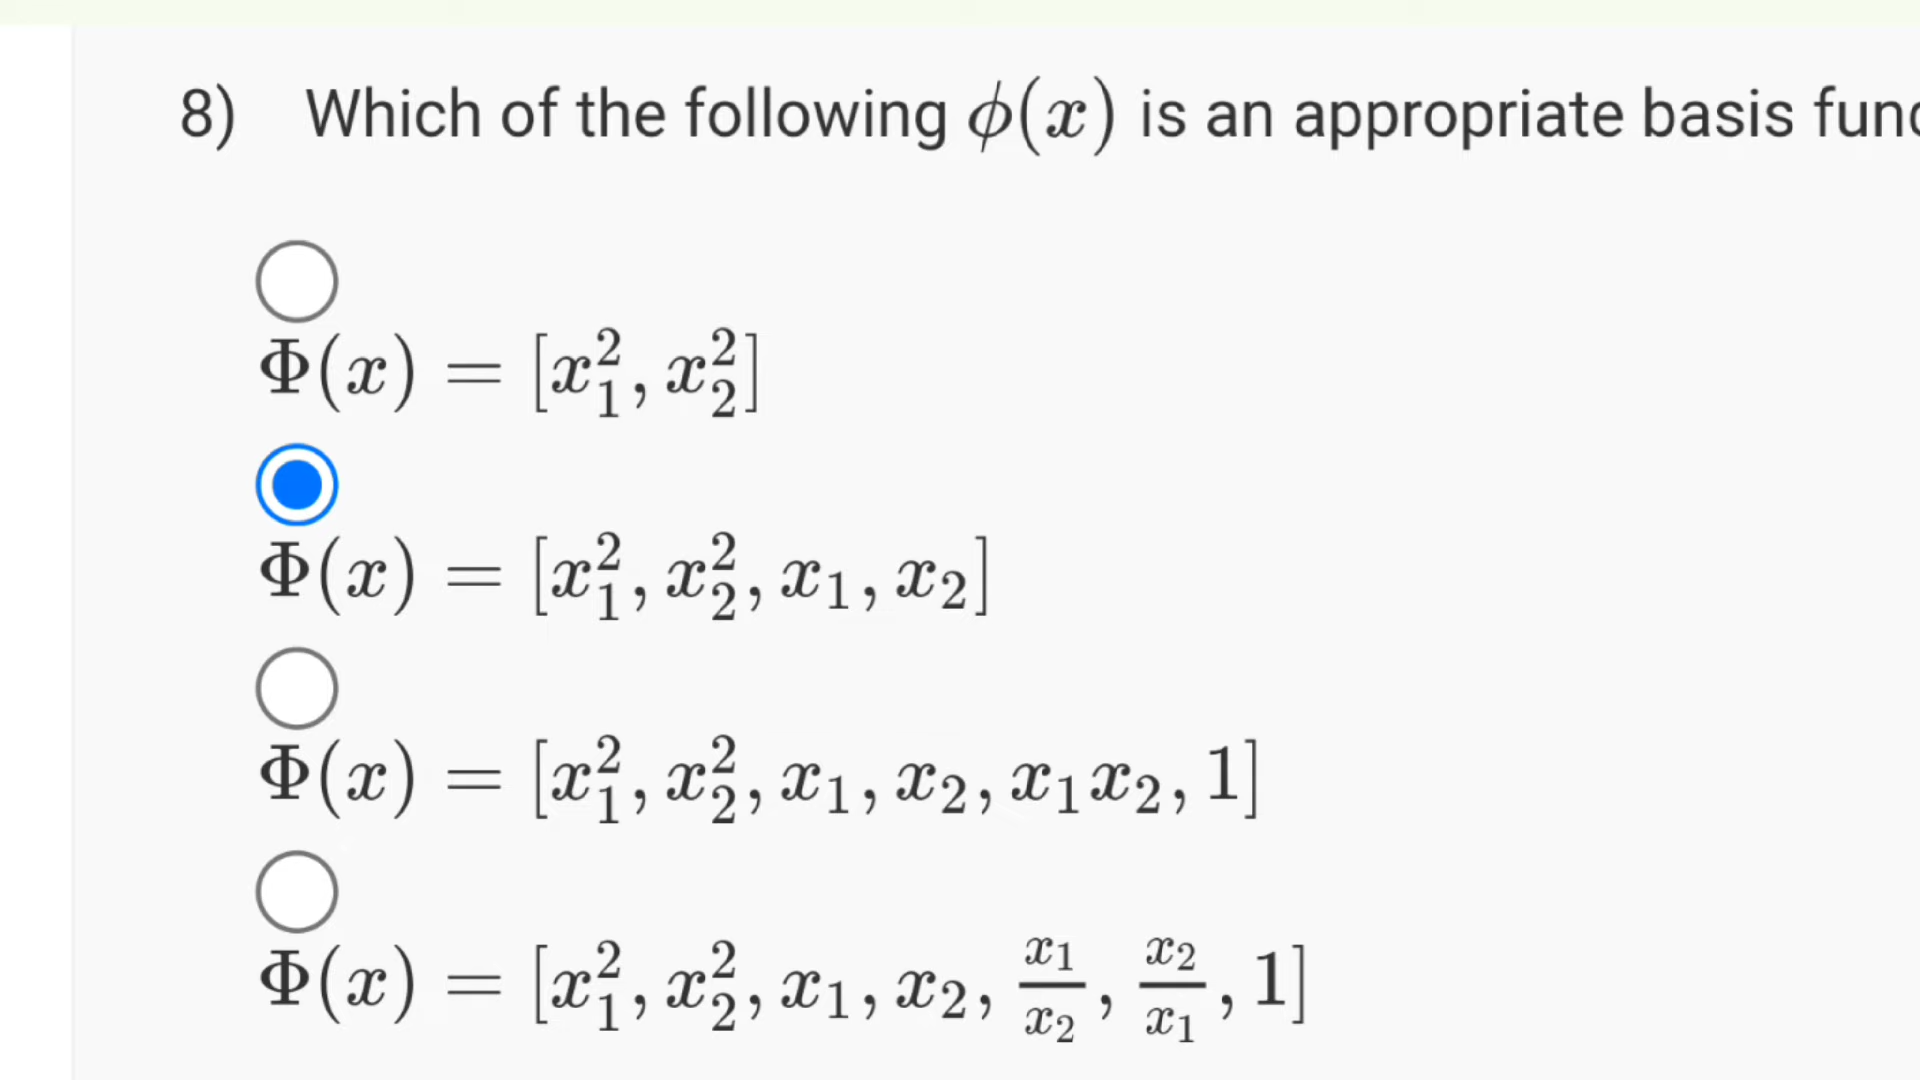 8) Which of the following ϕ(x) is an appropriate basis
Φ(x) = [x₁², x₂²]
Φ(x) = [x₁², x₂², x₁, x₂]
Φ(x) = [x₁², x₂², x₁, x₂, x₁x₂, 1]
Φ(x) = [x₁², x₂², x₁, x₂, x₁/x₂, x₂/x₁, 1]